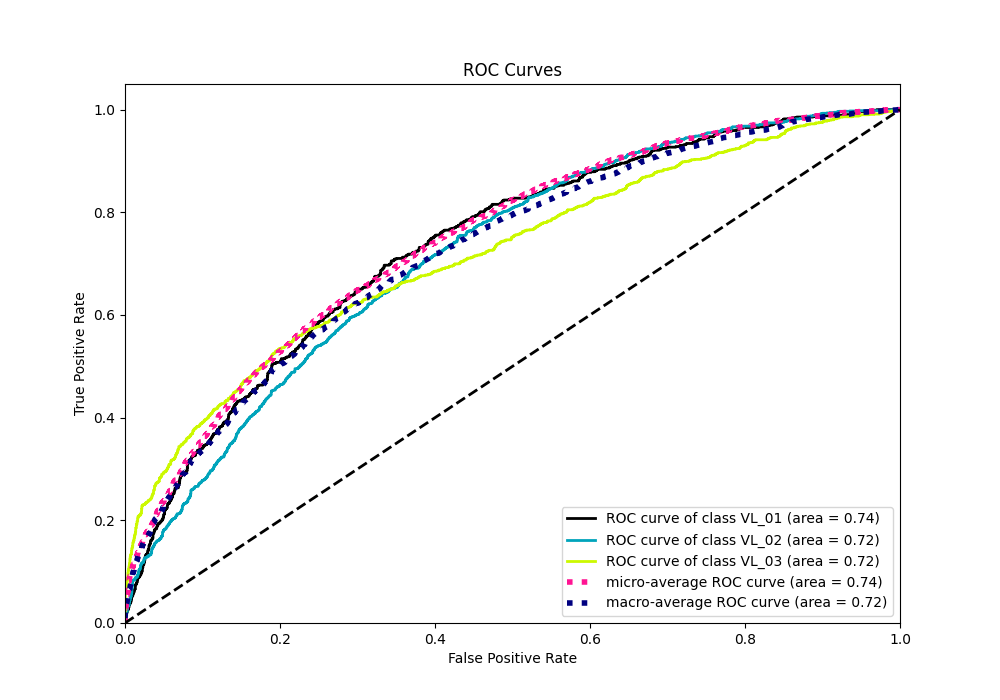 ROC Curves
True Positive Rate
1.0
0.8
0.6
0.4
0.2
0.0
0.0 0.2 0.4 0.6 0.8 1.0
False Positive Rate
ROC curve of class VL_01 (area = 0.74)
ROC curve of class VL_02 (area = 0.72)
ROC curve of class VL_03 (area = 0.72)
micro-average ROC curve (area = 0.74)
macro-average ROC curve (area = 0.72)